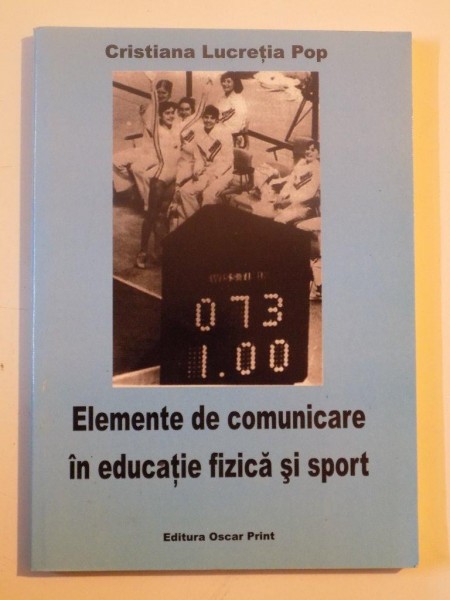 Cristiana Lucreția Pop
073
1.00
Elemente de comunicare
în educație fizică și sport
Editura Oscar Print